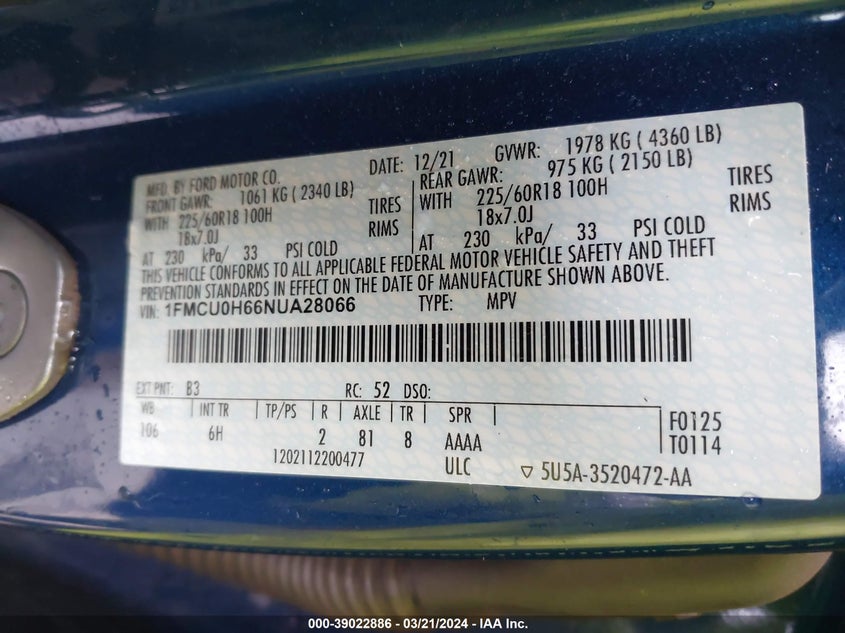 MFD. BY FORD MOTOR CO. DATE: 12/21 GVWR: 1978 KG ( 4360 LB)
FRONT GAWR: 1061 KG ( 2340 LB) REAR GAWR: 975 KG ( 2150 LB)
WITH 225/60R18 100H TIRES WITH 225/60R18 100H TIRES
18x7.0J RIMS 18x7.0J RIMS
AT 230 kPa/ 33 PSI COLD AT 230 kPa/ 33 PSI COLD
THIS VEHICLE CONFORMS TO ALL APPLICABLE FEDERAL MOTOR VEHICLE SAFETY AND THEFT
PREVENTION STANDARDS IN EFFECT ON THE DATE OF MANUFACTURE SHOWN ABOVE.
VIN: 1FMCU0H66NUA28066 TYPE: MPV
EXT PNT: B3 RC: 52 DSO:
WB INT TR TP/PS R AXLE TR SPR F0125
106 6H 2 81 8 AAAA T0114
1202112200477 ULC ▽ 5U5A-3520472-AA
000-39022886 - 03/21/2024 - IAA Inc.